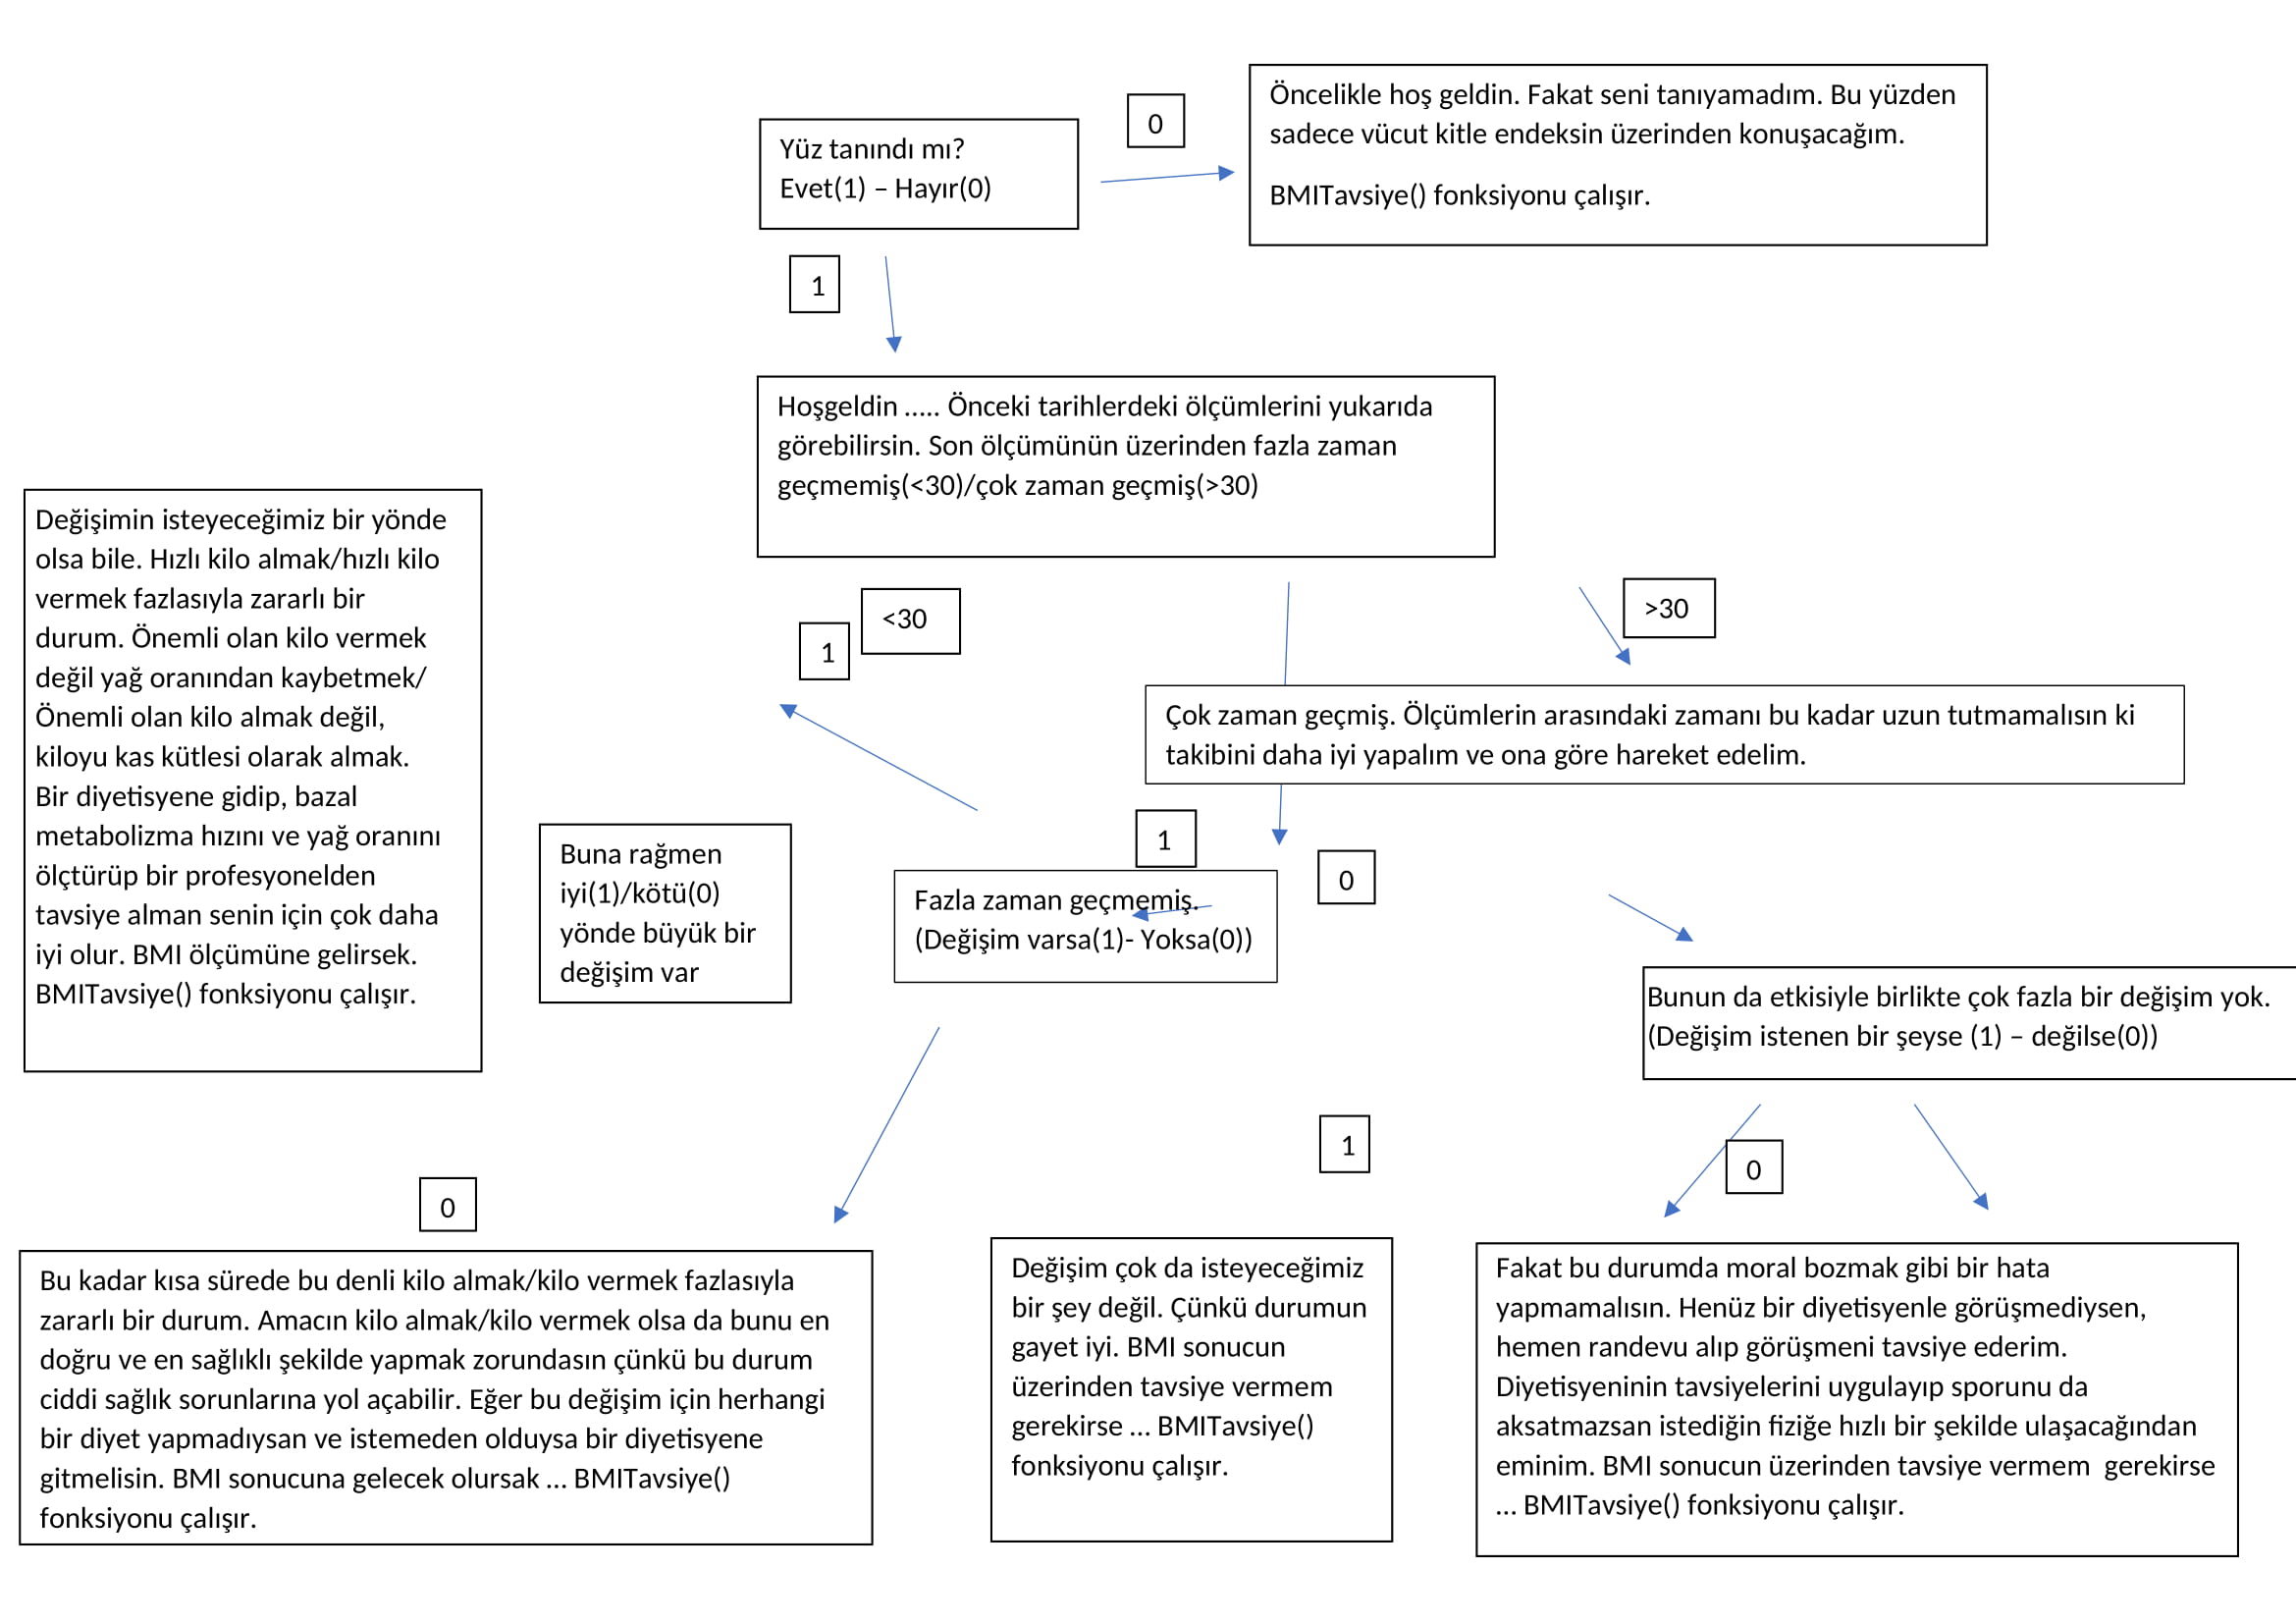 Öncelikle hoş geldin. Fakat seni tanıyamadım. Bu yüzden
sadece vücut kitle endeksin üzerinden konuşacağım.
BMITavsiye() fonksiyonu çalışır.
0
Yüz tanındı mı?
Evet(1) – Hayır(0)
1
Hoşgeldin ..... Önceki tarihlerdeki ölçümlerini yukarıda
görebilirsin. Son ölçümünün üzerinden fazla zaman
geçmemiş(<30)/çok zaman geçmiş(>30)
Değişimin isteyeceğimiz bir yönde
olsa bile. Hızlı kilo almak/hızlı kilo
vermek fazlasıyla zararlı bir
durum. Önemli olan kilo vermek
değil yağ oranından kaybetmek/
Önemli olan kilo almak değil,
kiloyu kas kütlesi olarak almak.
Bir diyetisyene gidip, bazal
metabolizma hızını ve yağ oranını
ölçtürüp bir profesyonelden
tavsiye alman senin için çok daha
iyi olur. BMI ölçümüne gelirsek.
BMITavsiye() fonksiyonu çalışır.
<30
1
>30
Çok zaman geçmiş. Ölçümlerin arasındaki zamanı bu kadar uzun tutmamalısın ki
takibini daha iyi yapalım ve ona göre hareket edelim.
1
0
Buna rağmen
iyi(1)/kötü(0)
yönde büyük bir
değişim var
Fazla zaman geçmemiş.
(Değişim varsa(1)- Yoksa(0))
Bunun da etkisiyle birlikte çok fazla bir değişim yok.
(Değişim istenen bir şeyse (1) – değilse(0))
1
0
0
Bu kadar kısa sürede bu denli kilo almak/kilo vermek fazlasıyla
zararlı bir durum. Amacın kilo almak/kilo vermek olsa da bunu en
doğru ve en sağlıklı şekilde yapmak zorundasın çünkü bu durum
ciddi sağlık sorunlarına yol açabilir. Eğer bu değişim için herhangi
bir diyet yapmadıysan ve istemeden olduysa bir diyetisyene
gitmelisin. BMI sonucuna gelecek olursak ... BMITavsiye()
fonksiyonu çalışır.
Değişim çok da isteyeceğimiz
bir şey değil. Çünkü durumun
gayet iyi. BMI sonucun
üzerinden tavsiye vermem
gerekirse ... BMITavsiye()
fonksiyonu çalışır.
Fakat bu durumda moral bozmak gibi bir hata
yapmamalısın. Henüz bir diyetisyenle görüşmediysen,
hemen randevu alıp görüşmeni tavsiye ederim.
Diyetisyeninin tavsiyelerini uygulayıp sporunu da
aksatmazsan istediğin fiziğe hızlı bir şekilde ulaşacağından
eminim. BMI sonucun üzerinden tavsiye vermem  gerekirse
... BMITavsiye() fonksiyonu çalışır.